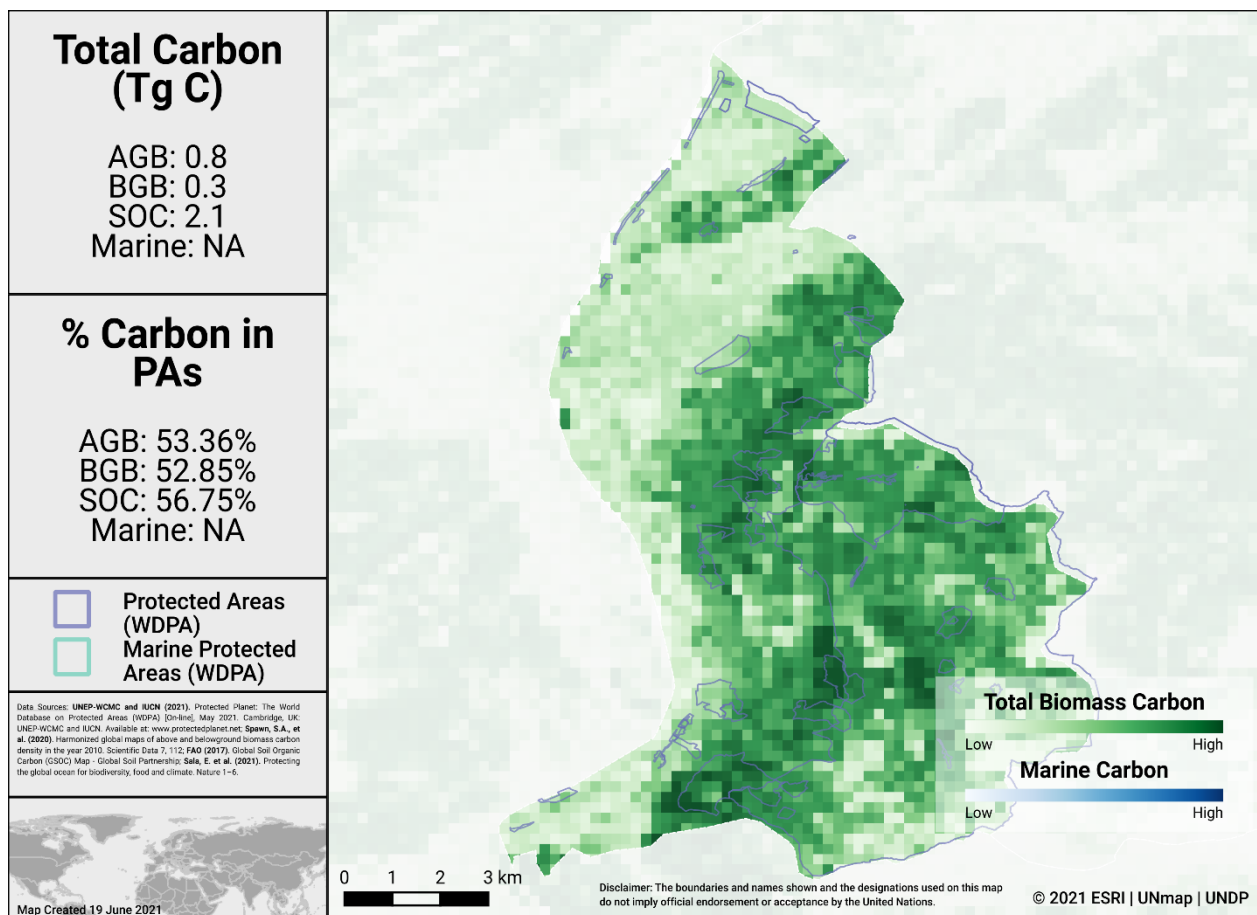 Total Carbon
(Tg C)
AGB: 0.8
BGB: 0.3
SOC: 2.1
Marine: NA
% Carbon in
PAs
AGB: 53.36%
BGB: 52.85%
SOC: 56.75%
Marine: NA
Protected Areas
(WDPA)
Marine Protected
Areas (WDPA)
Data Sources: UNEP-WCMC and IUCN (2021). Protected Planet: The World
Database on Protected Areas (WDPA) [On-line], May 2021. Cambridge, UK:
UNEP-WCMC and IUCN. Available at: www.protectedplanet.net; Spawn, S.A., et
al. (2020). Harmonized global maps of above and belowground biomass carbon
density in the year 2010. Scientific Data 7, 112; FAO (2017). Global Soil Organic
Carbon (GSOC) Map - Global Soil Partnership; Sala, E. et al. (2021). Protecting
the global ocean for biodiversity, food and climate. Nature 1–6.
Map Created 19 June 2021
Total Biomass Carbon
Low High
Marine Carbon
Low High
0 1 2 3 km
Disclaimer: The boundaries and names shown and the designations used on this map
do not imply official endorsement or acceptance by the United Nations.
© 2021 ESRI | UNmap | UNDP